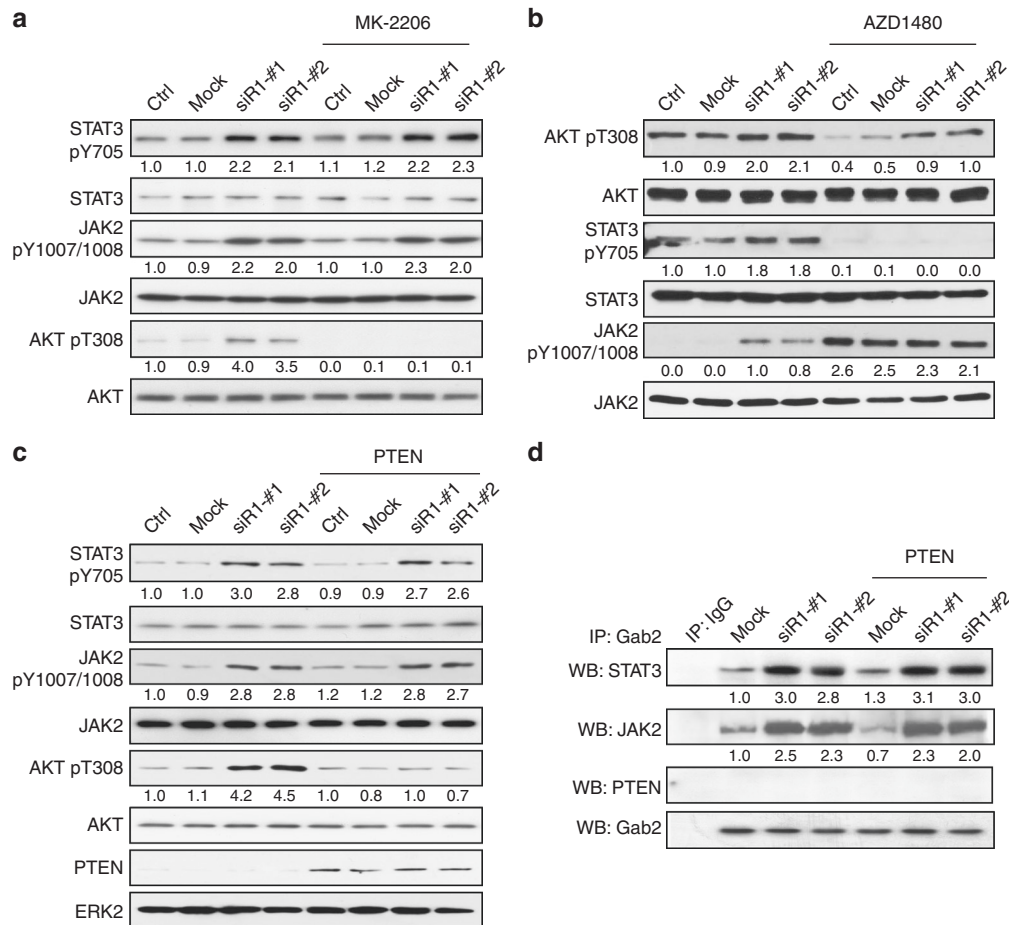 a
MK-2206
Ctrl Mock siR1-#1 siR1-#2 Ctrl Mock siR1-#1 siR1-#2
STAT3
pY705
1.0 1.0 2.2 2.1 1.1 1.2 2.2 2.3
STAT3
JAK2
pY1007/1008
1.0 0.9 2.2 2.0 1.0 1.0 2.3 2.0
JAK2
AKT pT308
1.0 0.9 4.0 3.5 0.0 0.1 0.1 0.1
AKT
b
AZD1480
Ctrl Mock siR1-#1 siR1-#2 Ctrl Mock siR1-#1 siR1-#2
AKT pT308
1.0 0.9 2.0 2.1 0.4 0.5 0.9 1.0
AKT
STAT3
pY705
1.0 1.0 1.8 1.8 0.1 0.1 0.0 0.0
STAT3
JAK2
pY1007/1008
0.0 0.0 1.0 0.8 2.6 2.5 2.3 2.1
JAK2
c
PTEN
Ctrl Mock siR1-#1 siR1-#2 Ctrl Mock siR1-#1 siR1-#2
STAT3
pY705
1.0 1.0 3.0 2.8 0.9 0.9 2.7 2.6
STAT3
JAK2
pY1007/1008
1.0 0.9 2.8 2.8 1.2 1.2 2.8 2.7
JAK2
AKT pT308
1.0 1.1 4.2 4.5 1.0 0.8 1.0 0.7
AKT
PTEN
ERK2
d
PTEN
IP: Gab2 IP: IgG Mock siR1-#1 siR1-#2 Mock siR1-#1 siR1-#2
WB: STAT3
1.0 3.0 2.8 1.3 3.1 3.0
WB: JAK2
1.0 2.5 2.3 0.7 2.3 2.0
WB: PTEN
WB: Gab2